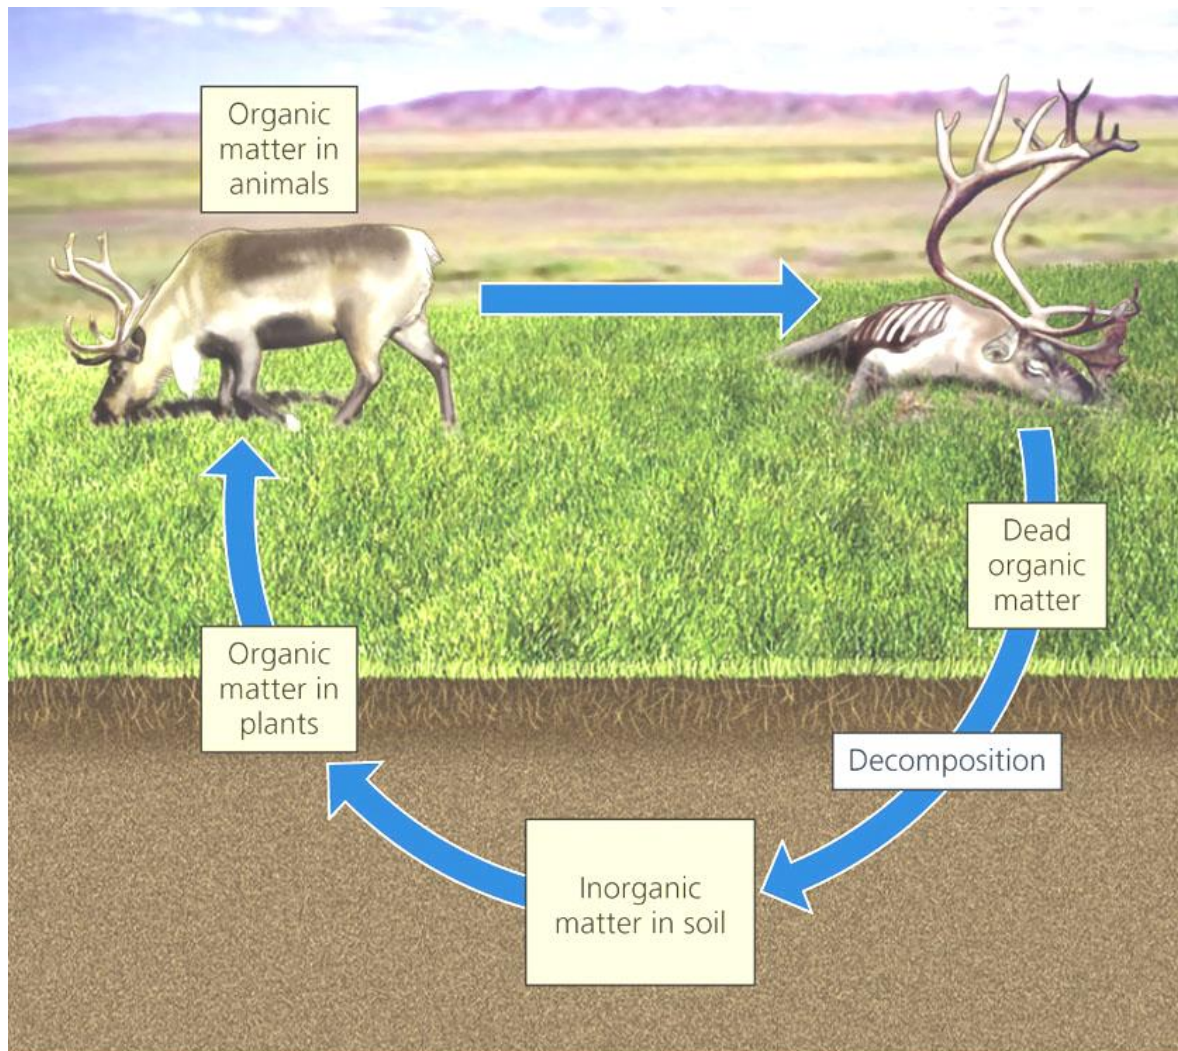 Organic
matter in
animals
Dead
organic
matter
Organic
matter in
plants
Decomposition
Inorganic
matter in soil